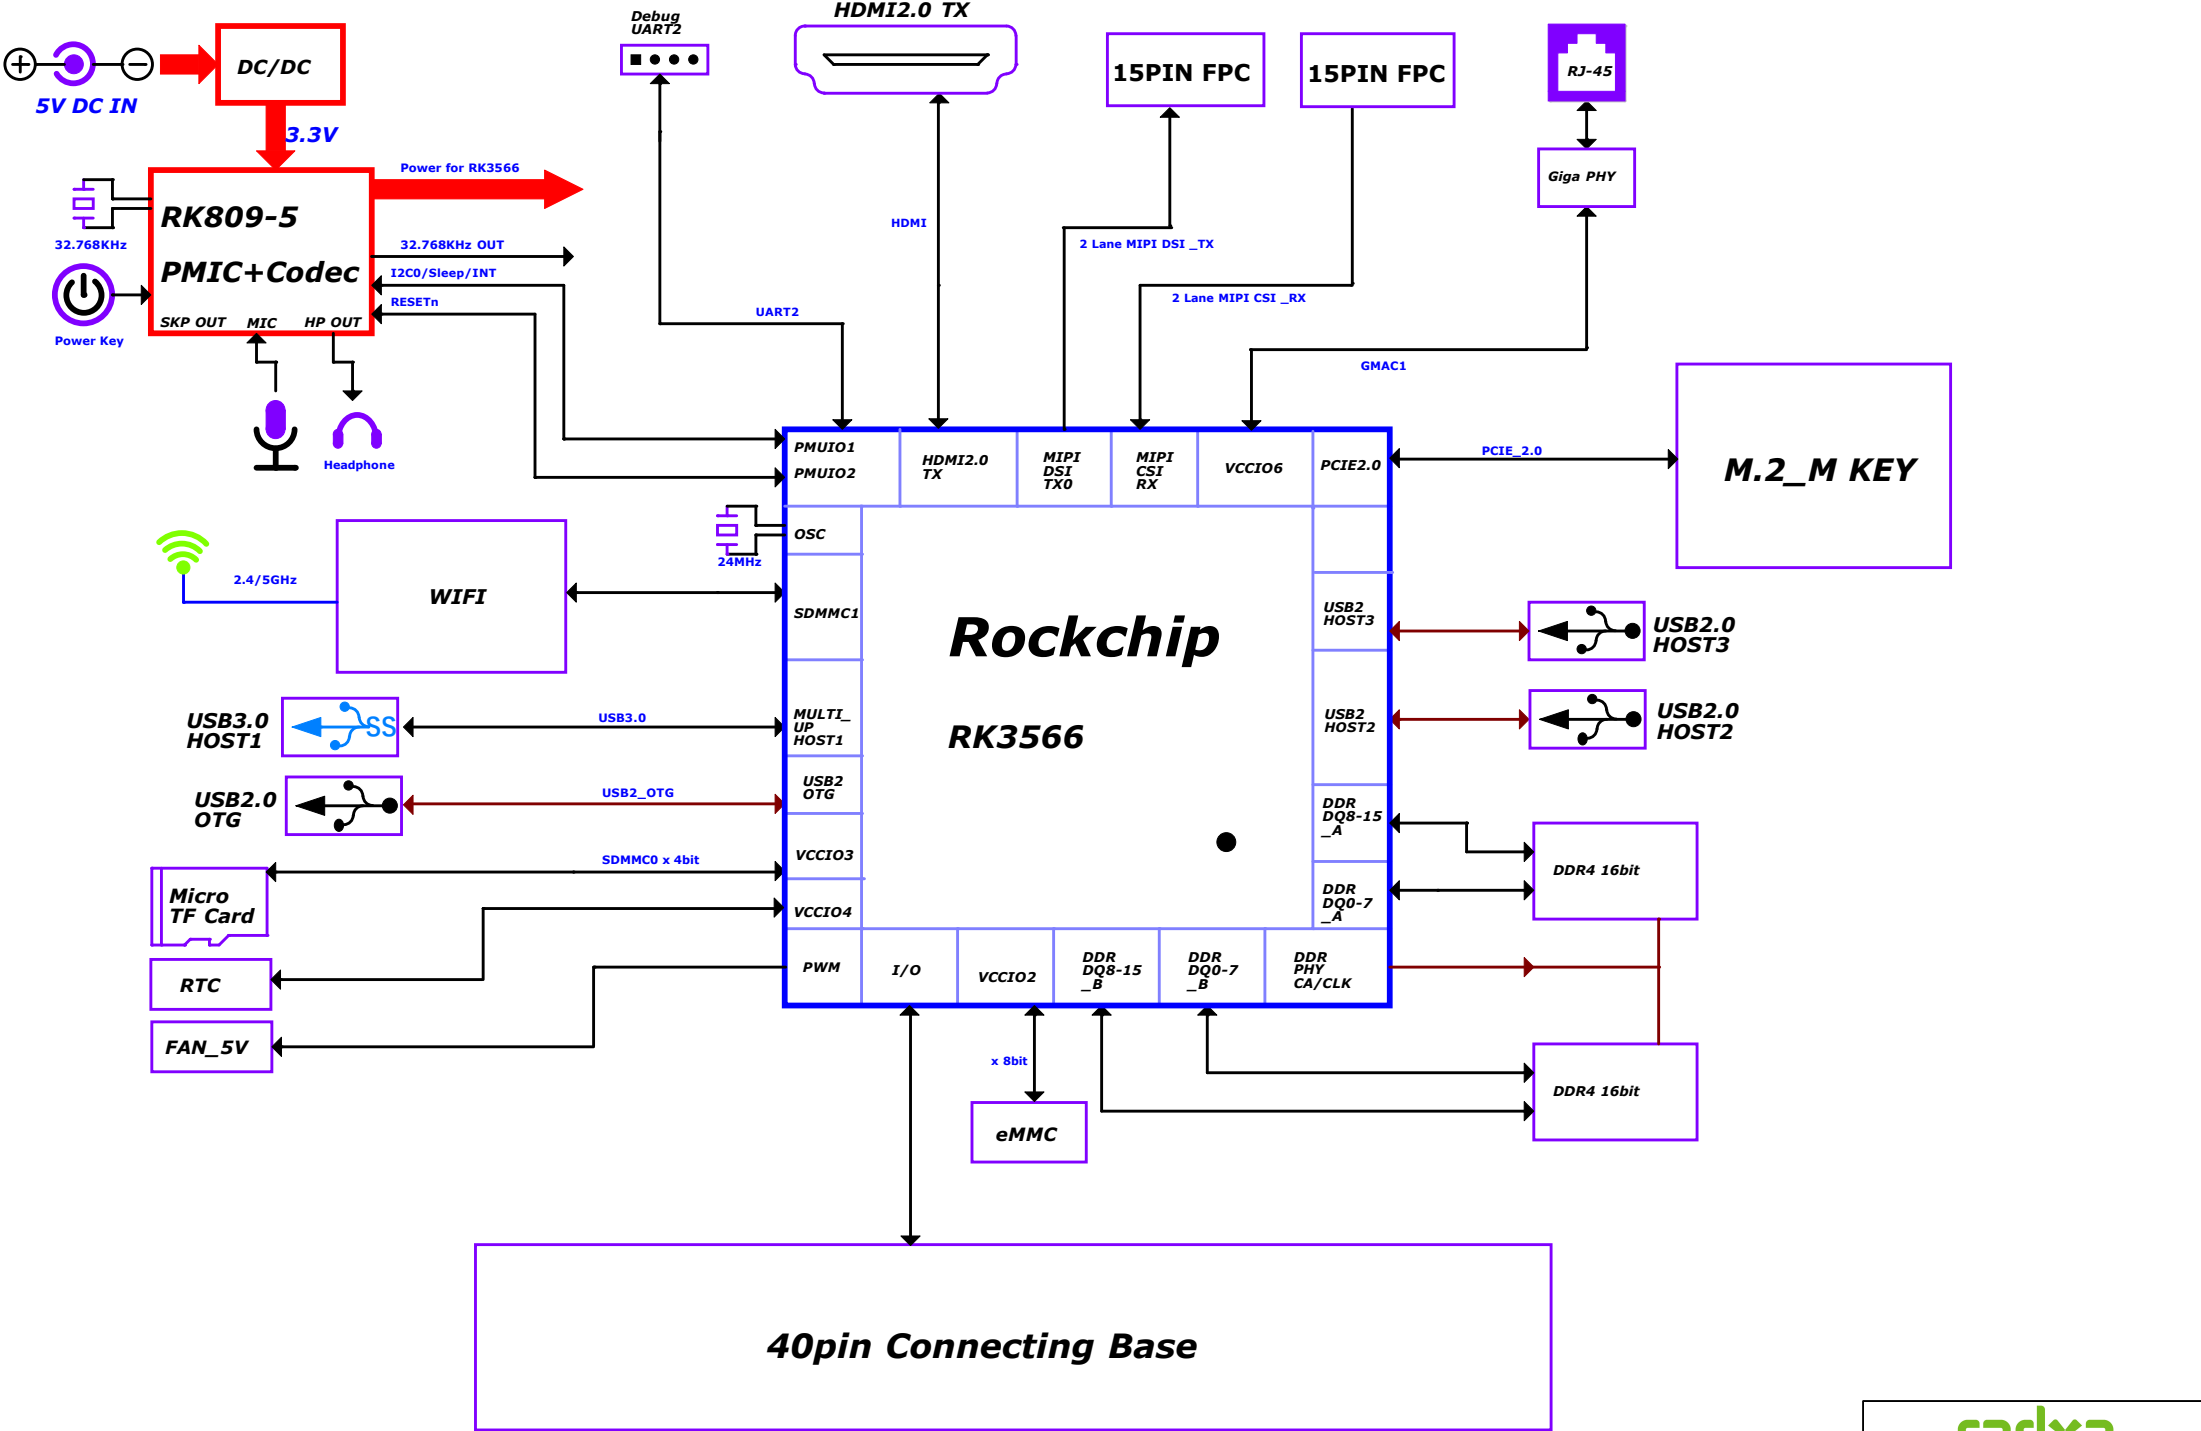 Debug
UART2
HDMI2.0 TX
15PIN FPC
15PIN FPC
RJ-45
DC/DC
5V DC IN
3.3V
Giga PHY
Power for RK3566
RK809-5
PMIC+Codec
SKP OUT
MIC
HP OUT
32.768KHz
Power Key
32.768KHz OUT
I2C0/Sleep/INT
RESETn
Headphone
HDMI
2 Lane MIPI DSI _TX
2 Lane MIPI CSI _RX
UART2
GMAC1
PMUIO1
PMUIO2
HDMI2.0
TX
MIPI
DSI
TX0
MIPI
CSI
RX
VCCIO6
PCIE2.0
PCIE_2.0
M.2_M KEY
OSC
24MHz
2.4/5GHz
WIFI
SDMMC1
Rockchip
RK3566
USB2
HOST3
USB2.0
HOST3
USB3.0
HOST1
SS
USB3.0
MULTI_
UP
HOST1
USB2
HOST2
USB2.0
HOST2
USB2.0
OTG
USB2_OTG
USB2
OTG
DDR
DQ8-15
_A
DDR4 16bit
SDMMC0 x 4bit
VCCIO3
Micro
TF Card
VCCIO4
DDR
DQ0-7
_A
RTC
PWM
I/O
VCCIO2
DDR
DQ8-15
_B
DDR
DQ0-7
_B
DDR
PHY
CA/CLK
FAN_5V
x 8bit
eMMC
DDR4 16bit
40pin Connecting Base
radxa